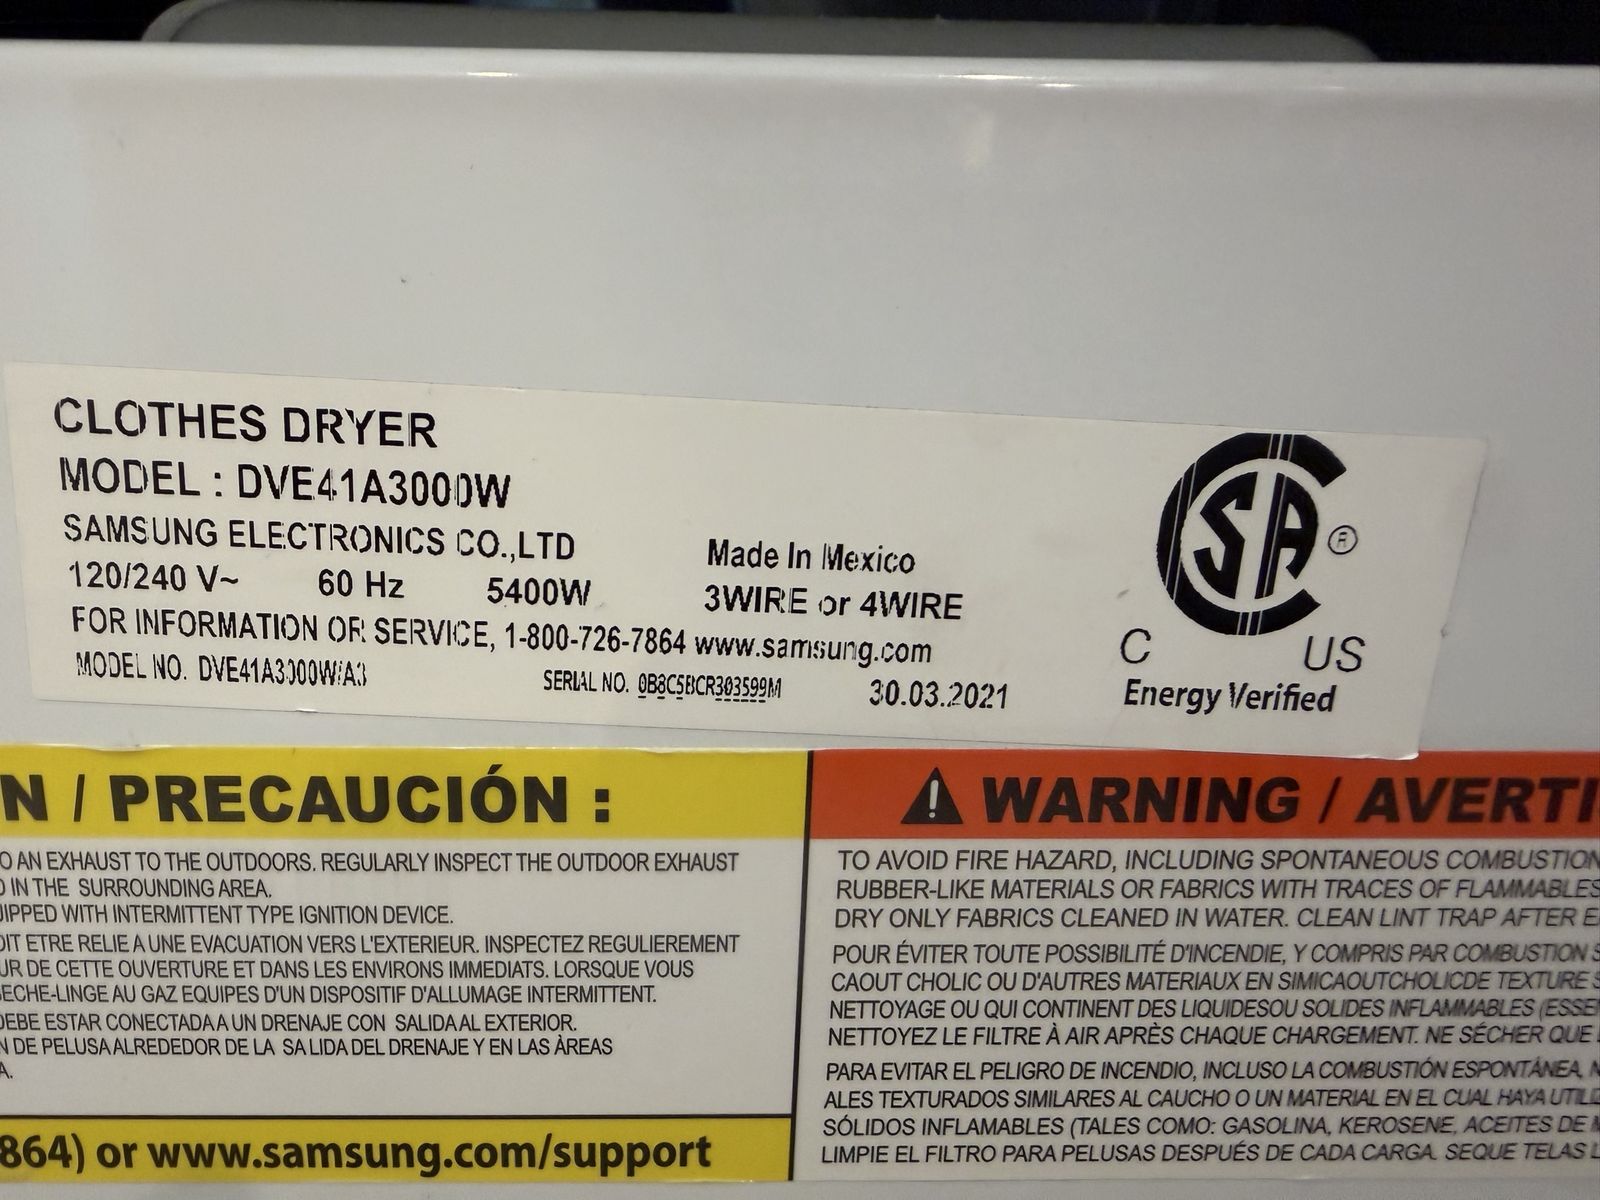 CLOTHES DRYER
MODEL : DVE41A3000W
SAMSUNG ELECTRONICS CO.,LTD
Made In Mexico
120/240 V~ 60 Hz 5400W 3WIRE or 4WIRE
FOR INFORMATION OR SERVICE, 1-800-726-7864 www.samsung.com
MODEL NO. DVE41A3000W/A3 SERIAL NO. 0B8C5BCR303599M 30.03.2021
CSA ®
C US
Energy Verified
N / PRECAUCIÓN :
O AN EXHAUST TO THE OUTDOORS. REGULARLY INSPECT THE OUTDOOR EXHAUST
IN THE SURROUNDING AREA.
IPPED WITH INTERMITTENT TYPE IGNITION DEVICE.
OIT ETRE RELIE A UNE EVACUATION VERS L'EXTERIEUR. INSPECTEZ REGULIEREMENT
UR DE CETTE OUVERTURE ET DANS LES ENVIRONS IMMEDIATS. LORSQUE VOUS
ECHE-LINGE AU GAZ EQUIPES D'UN DISPOSITIF D'ALLUMAGE INTERMITTENT.
DEBE ESTAR CONECTADA A UN DRENAJE CON SALIDA AL EXTERIOR.
N DE PELUSA ALREDEDOR DE LA SALIDA DEL DRENAJE Y EN LAS ÀREAS
A.
864) or www.samsung.com/support
WARNING / AVERTI
TO AVOID FIRE HAZARD, INCLUDING SPONTANEOUS COMBUSTION
RUBBER-LIKE MATERIALS OR FABRICS WITH TRACES OF FLAMMABLES
DRY ONLY FABRICS CLEANED IN WATER. CLEAN LINT TRAP AFTER E
POUR ÉVITER TOUTE POSSIBILITÉ D'INCENDIE, Y COMPRIS PAR COMBUSTION S
CAOUT CHOLIC OU D'AUTRES MATERIAUX EN SIMICAOUTCHOLICDE TEXTURE S
NETTOYAGE OU QUI CONTINENT DES LIQUIDESOU SOLIDES INFLAMMABLES (ESSE
NETTOYEZ LE FILTRE À AIR APRÈS CHAQUE CHARGEMENT. NE SÉCHER QUE
PARA EVITAR EL PELIGRO DE INCENDIO, INCLUSO LA COMBUSTIÓN ESPONTÁNEA, N
ALES TEXTURADOS SIMILARES AL CAUCHO O UN MATERIAL EN EL CUAL HAYA UTILIZ
SÓLIDOS INFLAMABLES (TALES COMO: GASOLINA, KEROSENE, ACEITES DE M
LIMPIE EL FILTRO PARA PELUSAS DESPUÉS DE CADA CARGA. SEQUE TELAS L